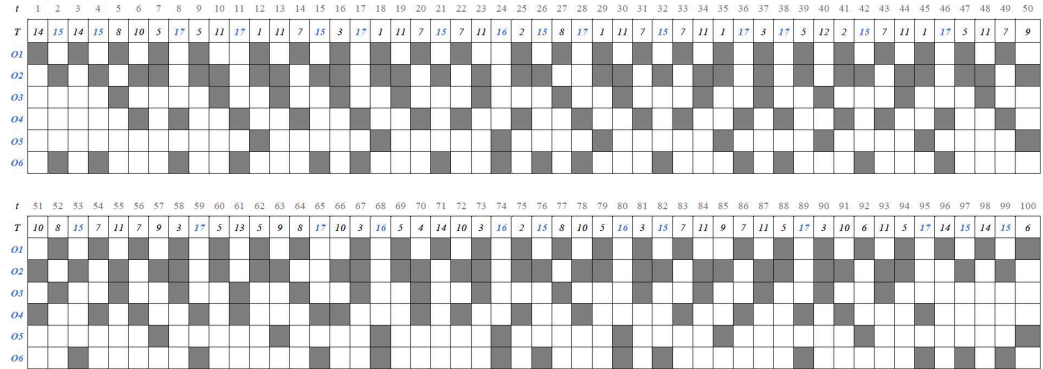 t 1 2 3 4 5 6 7 8 9 10 11 12 13 14 15 16 17 18 19 20 21 22 23 24 25 26 27 28 29 30 31 32 33 34 35 36 37 38 39 40 41 42 43 44 45 46 47 48 49 50
T 14 15 14 15 8 10 5 17 5 11 17 1 11 7 15 3 17 1 11 7 15 7 11 16 2 15 8 17 1 11 7 15 7 11 1 17 3 17 5 12 2 15 7 11 1 17 5 11 7 9
O1
O2
O3
O4
O5
O6
t 51 52 53 54 55 56 57 58 59 60 61 62 63 64 65 66 67 68 69 70 71 72 73 74 75 76 77 78 79 80 81 82 83 84 85 86 87 88 89 90 91 92 93 94 95 96 97 98 99 100
T 10 8 15 7 11 7 9 3 17 5 13 5 9 8 17 10 3 16 5 4 14 10 3 16 2 15 8 10 5 16 3 15 7 11 9 7 11 5 17 3 10 6 11 5 17 14 15 14 15 6
O1
O2
O3
O4
O5
O6